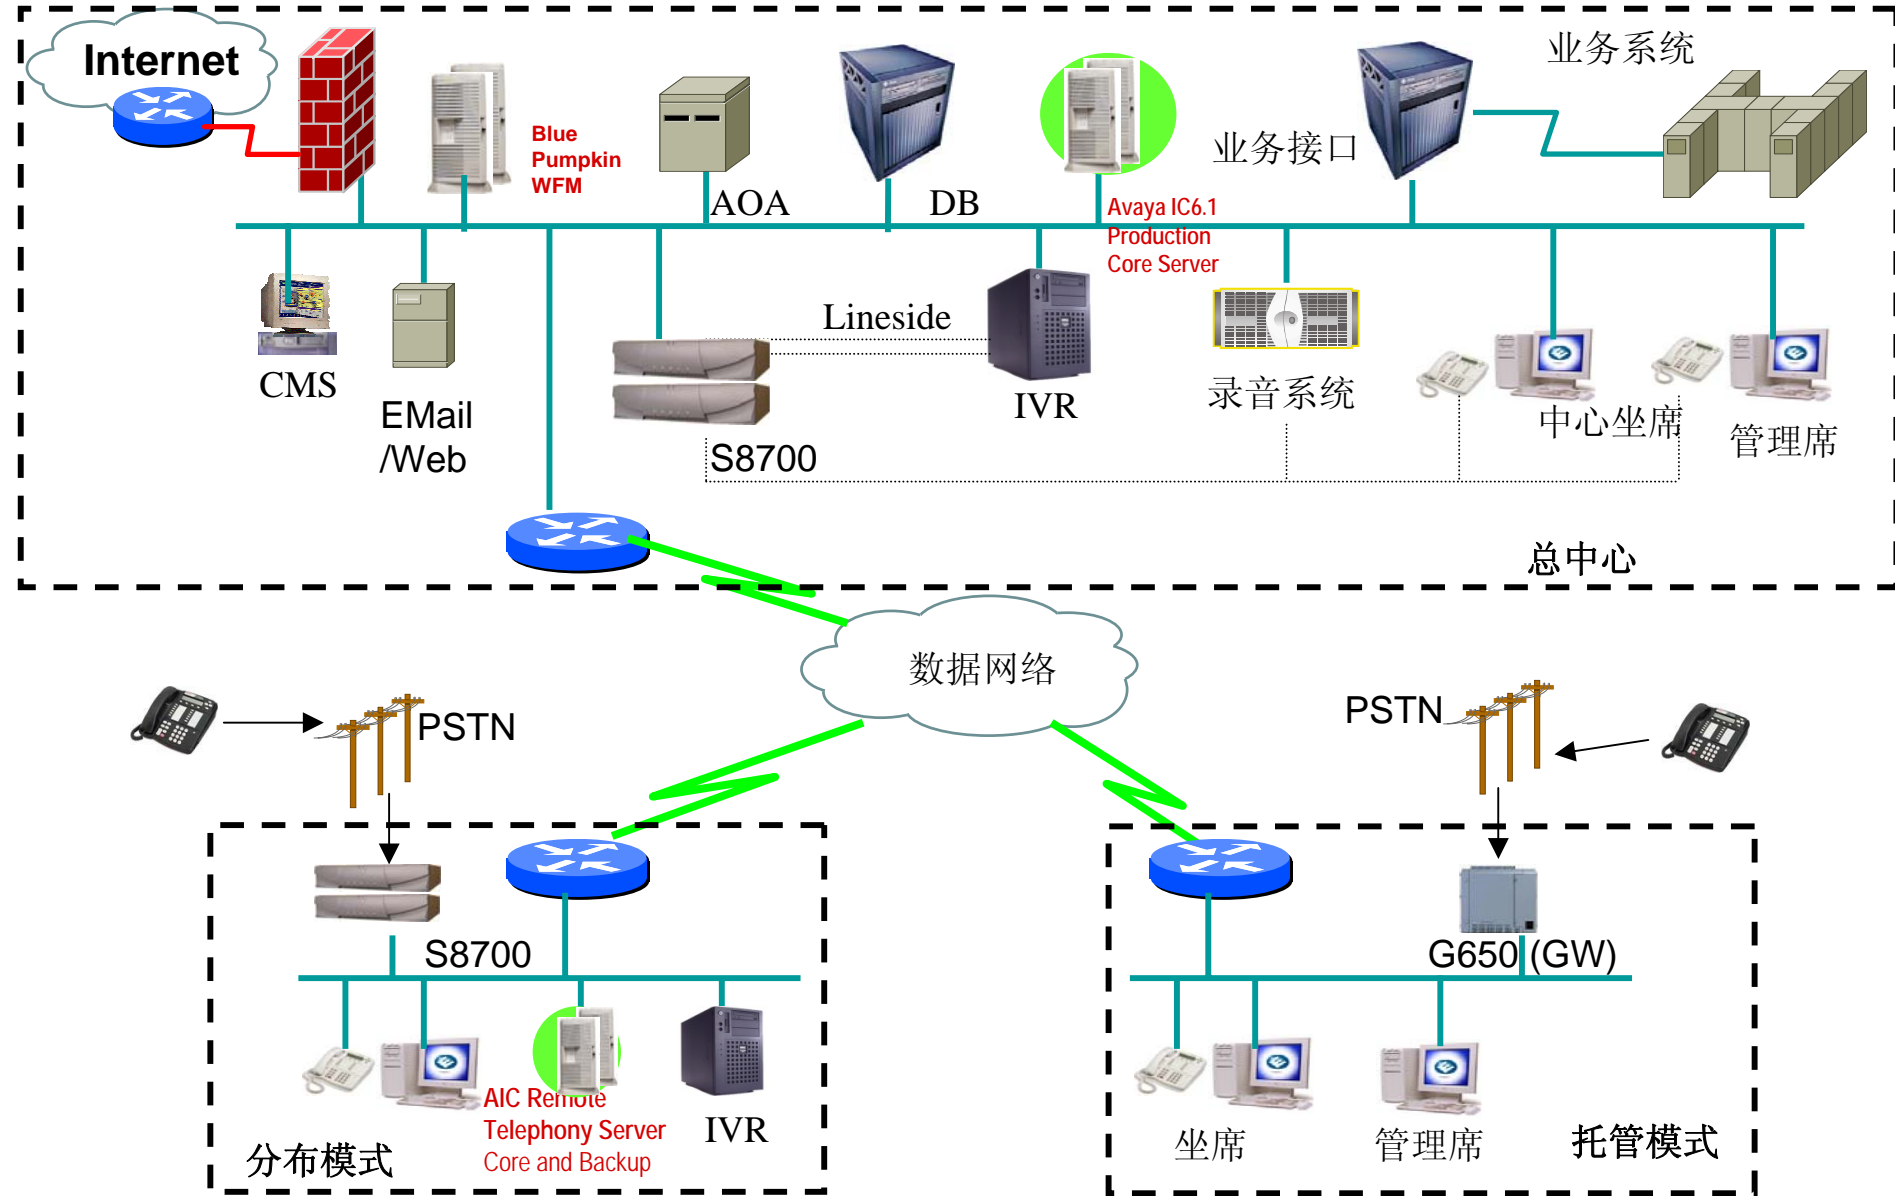 Internet
业务系统
Blue
Pumpkin
WFM
业务接口
AOA
DB
Avaya IC6.1
Production
Core Server
Lineside
CMS
EMail
/Web
S8700
IVR
录音系统
中心坐席
管理席
总中心
数据网络
PSTN
PSTN
S8700
G650 (GW)
AIC Remote
Telephony Server
Core and Backup
IVR
分布模式
坐席
管理席
托管模式